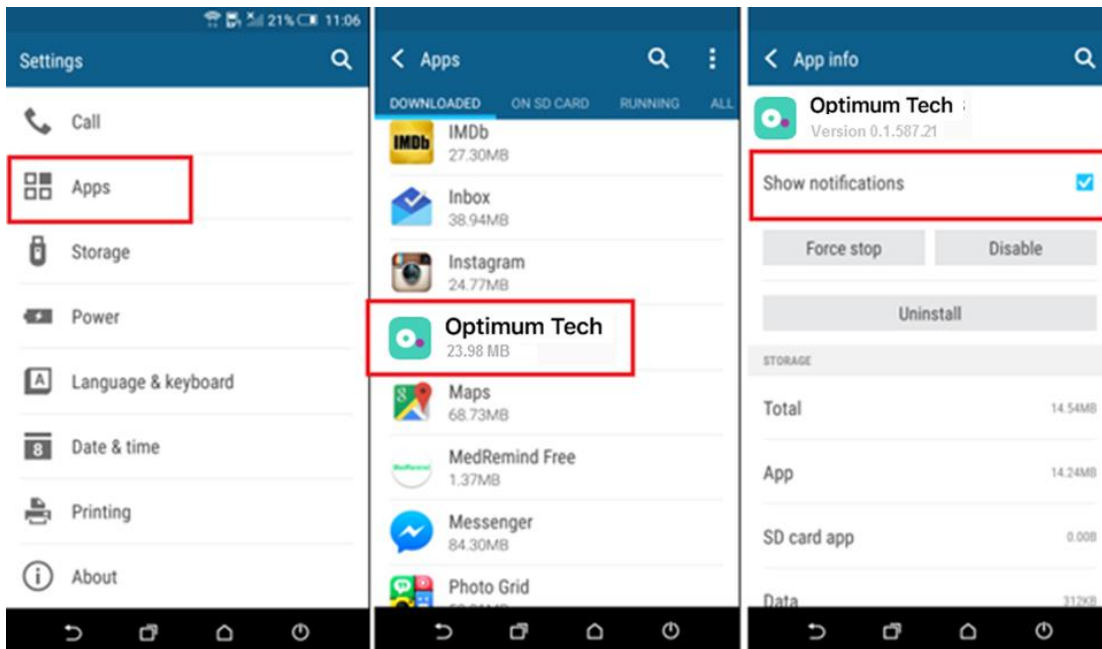 21% 11:06
Settings
Call
Apps
Storage
Power
A
Language & keyboard
8
Date & time
Printing
i
About
Apps
DOWNLOADED ON SD CARD RUNNING ALL
IMDb
IMDb
27.30MB
Inbox
38.94MB
Instagram
24.77MB
Optimum Tech
23.98 MB
8
Maps
68.73MB
MedRemind Free
1.37MB
Messenger
84.30MB
Photo Grid
App info
Optimum Tech
Version 0.1.587.21
Show notifications
Force stop Disable
Uninstall
STORAGE
Total 14.54MB
App 14.24MB
SD card app 0.00B
Data 312KB